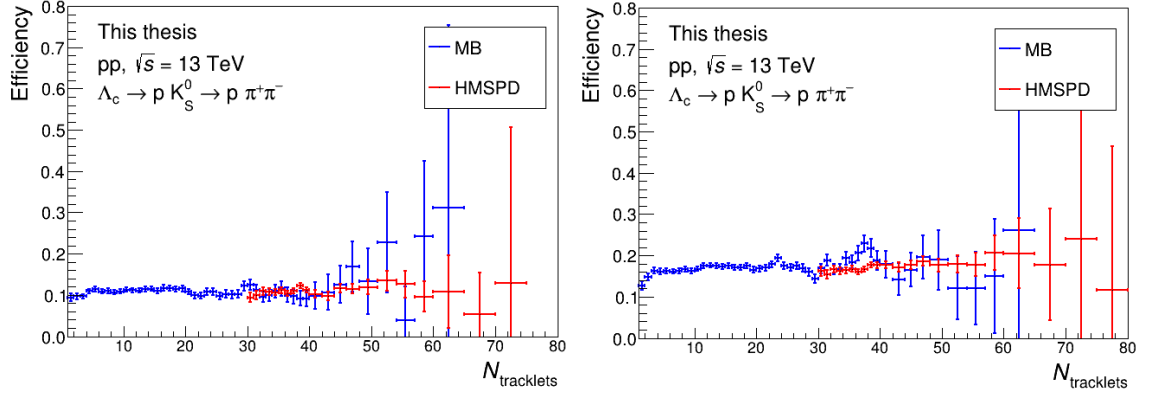 Efficiency
0.8
0.7
0.6
0.5
0.4
0.3
0.2
0.1
0.0
This thesis
pp, √s = 13 TeV
Λc → p K⁰S → p π⁺π⁻
MB
HMSPD
10 20 30 40 50 60 70 80
Ntracklets
Efficiency
0.8
0.7
0.6
0.5
0.4
0.3
0.2
0.1
0.0
This thesis
pp, √s = 13 TeV
Λc → p K⁰S → p π⁺π⁻
MB
HMSPD
10 20 30 40 50 60 70 80
Ntracklets